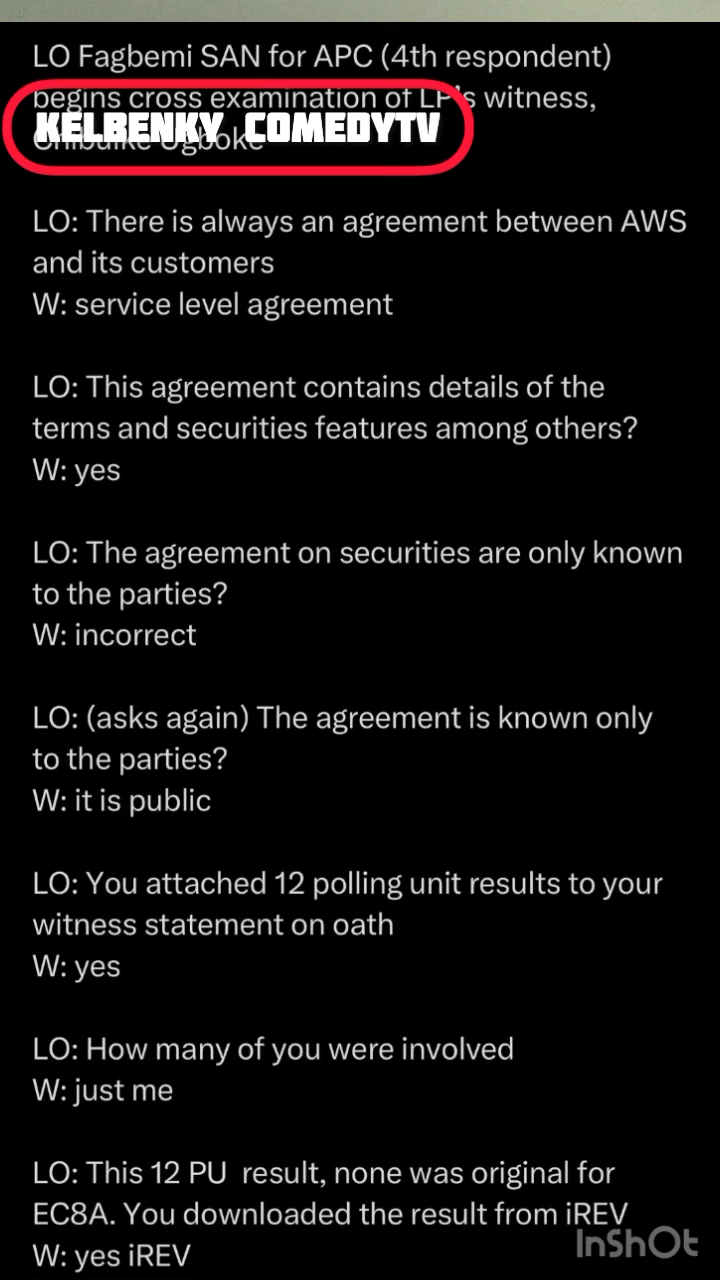 LO Fagbemi SAN for APC (4th respondent)
begins cross examination of LP's witness,
KELBENKY COMEDYTV
Chibuike Ugboke
LO: There is always an agreement between AWS
and its customers
W: service level agreement
LO: This agreement contains details of the
terms and securities features among others?
W: yes
LO: The agreement on securities are only known
to the parties?
W: incorrect
LO: (asks again) The agreement is known only
to the parties?
W: it is public
LO: You attached 12 polling unit results to your
witness statement on oath
W: yes
LO: How many of you were involved
W: just me
LO: This 12 PU result, none was original for
EC8A. You downloaded the result from iREV
W: yes iREV
InShOt